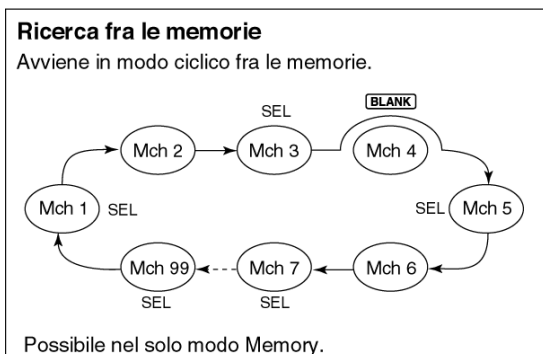 Ricerca fra le memorie
Avviene in modo ciclico fra le memorie.
SEL
BLANK
Mch 2
Mch 3
Mch 4
Mch 1
SEL
SEL
Mch 5
Mch 99
Mch 7
Mch 6
SEL
SEL
Possibile nel solo modo Memory.